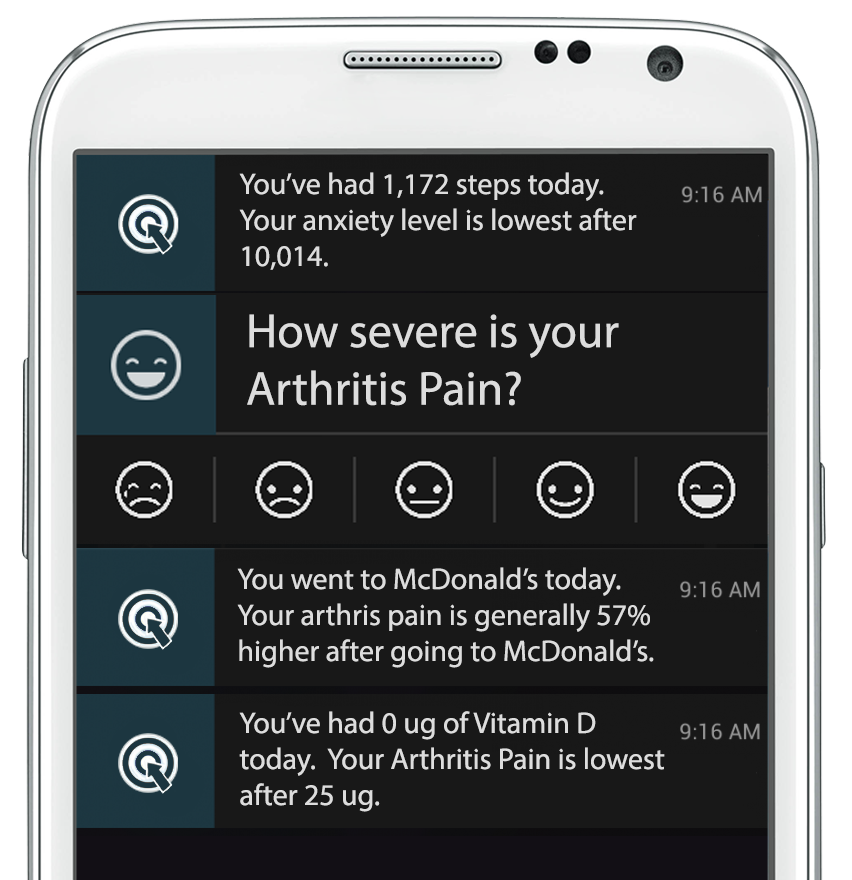 You've had 1,172 steps today.
9:16 AM
Your anxiety level is lowest after
10,014.
How severe is your
Arthritis Pain?
You went to McDonald's today.
9:16 AM
Your arthris pain is generally 57%
higher after going to McDonald's.
You've had 0 ug of Vitamin D
9:16 AM
today.  Your Arthritis Pain is lowest
after 25 ug.